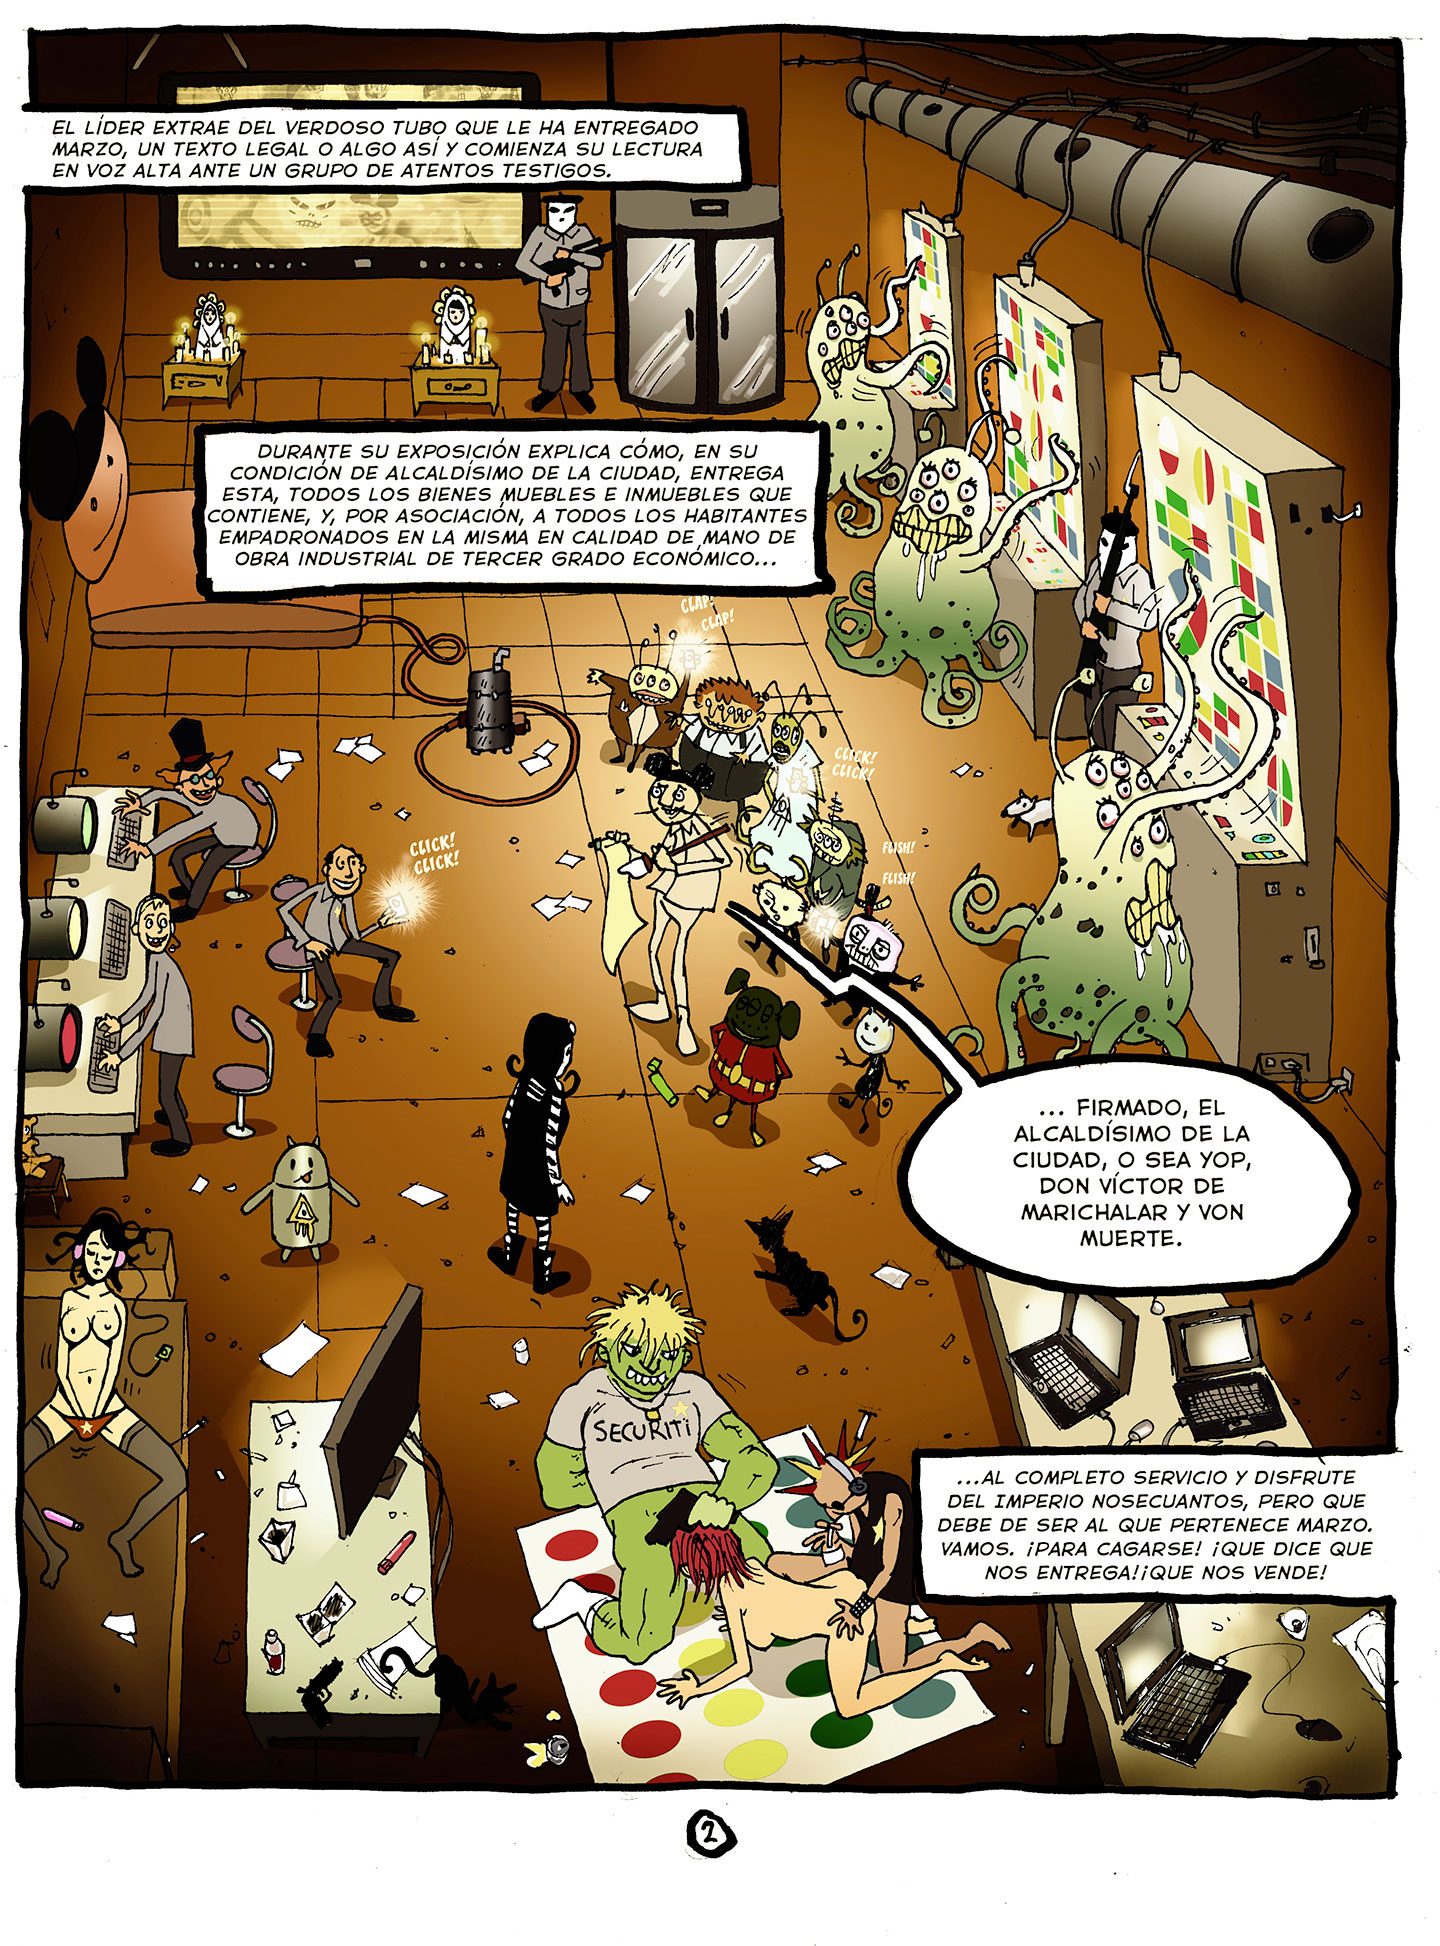 EL LÍDER EXTRAE DEL VERDOSO TUBO QUE LE HA ENTREGADO
MARZO, UN TEXTO LEGAL O ALGO ASÍ Y COMIENZA SU LECTURA
EN VOZ ALTA ANTE UN GRUPO DE ATENTOS TESTIGOS.
DURANTE SU EXPOSICIÓN EXPLICA CÓMO, EN SU
CONDICIÓN DE ALCALDÍSIMO DE LA CIUDAD, ENTREGA
ESTA, TODOS LOS BIENES MUEBLES E INMUEBLES QUE
CONTIENE, Y, POR ASOCIACIÓN, A TODOS LOS HABITANTES
EMPADRONADOS EN LA MISMA EN CALIDAD DE MANO DE
OBRA INDUSTRIAL DE TERCER GRADO ECONÓMICO...
CLAP!
CLAP!
CLICK!
CLICK!
CLICK!
CLICK!
FLISH!
FLISH!
... FIRMADO, EL
ALCALDÍSIMO DE LA
CIUDAD, O SEA YOP,
DON VÍCTOR DE
MARICHALAR Y VON
MUERTE.
SECURITI
...AL COMPLETO SERVICIO Y DISFRUTE
DEL IMPERIO NOSECUANTOS, PERO QUE
DEBE DE SER AL QUE PERTENECE MARZO.
VAMOS. ¡PARA CAGARSE! ¡QUE DICE QUE
NOS ENTREGA!¡QUE NOS VENDE!
2